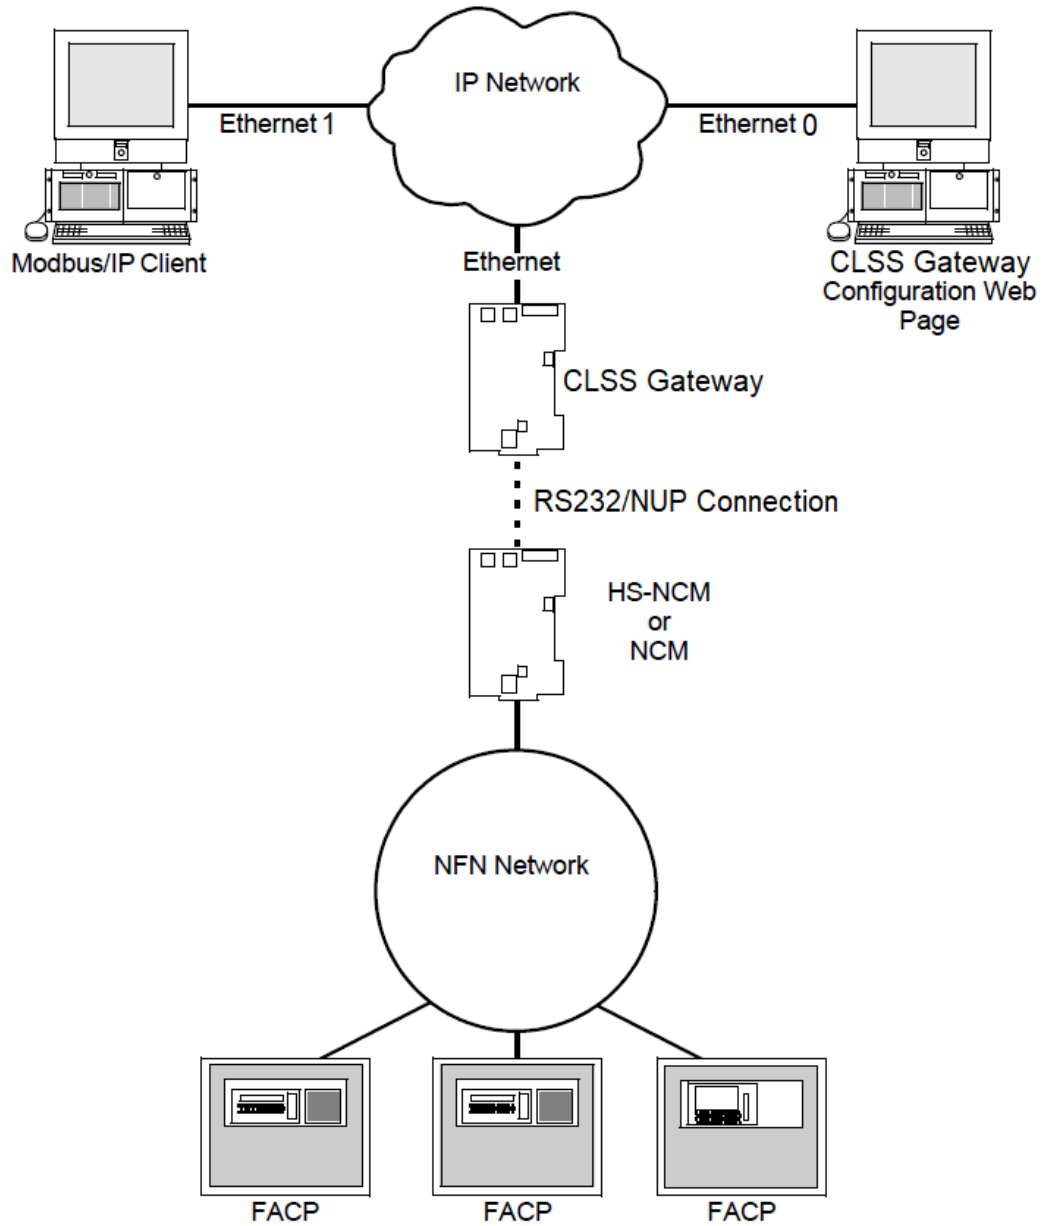 IP Network
Ethernet 1
Ethernet 0
Modbus/IP Client
Ethernet
CLSS Gateway
Configuration Web
Page
CLSS Gateway
RS232/NUP Connection
HS-NCM
or
NCM
NFN Network
FACP
FACP
FACP